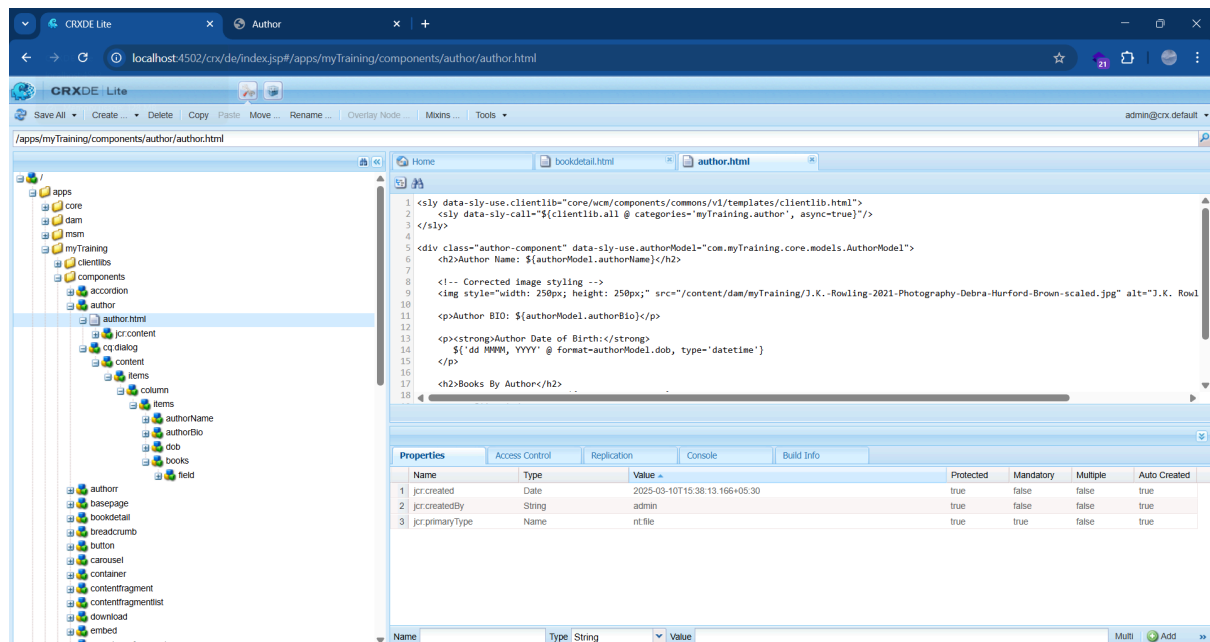 CRXDE Lite
Author
localhost:4502/crx/de/index.jsp#/apps/myTraining/components/author/author.html
21
CRXDE Lite
Save All Create ... Delete Copy Paste Move ... Rename ... Overlay Node ... Mixins ... Tools
admin@crx.default
/apps/myTraining/components/author/author.html
/
apps
core
dam
msm
myTraining
clientlibs
components
accordion
author
author.html
jcr:content
cq:dialog
content
items
column
items
authorName
authorBio
dob
books
field
authorr
basepage
bookdetail
breadcrumb
button
carousel
container
contentfragment
contentfragmentlist
download
embed
Home bookdetail.html author.html
1 <sly data-sly-use.clientlib="core/wcm/components/commons/v1/templates/clientlib.html">
2 <sly data-sly-call="${clientlib.all @ categories='myTraining.author', async=true}"/>
3 </sly>
4
5 <div class="author-component" data-sly-use.authorModel="com.myTraining.core.models.AuthorModel">
6 <h2>Author Name: ${authorModel.authorName}</h2>
7
8 <!-- Corrected image styling -->
9 <img style="width: 250px; height: 250px;" src="/content/dam/myTraining/J.K.-Rowling-2021-Photography-Debra-Hurford-Brown-scaled.jpg" alt="J.K. Rowl
10
11 <p>Author BIO: ${authorModel.authorBio}</p>
12
13 <p><strong>Author Date of Birth:</strong>
14 ${'dd MMMM, YYYY' @ format=authorModel.dob, type='datetime'}
15 </p>
16
17 <h2>Books By Author</h2>
18
Properties Access Control Replication Console Build Info
Name Type Value Protected Mandatory Multiple Auto Created
1 jcr:created Date 2025-03-10T15:38:13.166+05:30 true false false true
2 jcr:createdBy String admin true false false true
3 jcr:primaryType Name nt:file true true false true
Name Type String Value Multi Add »